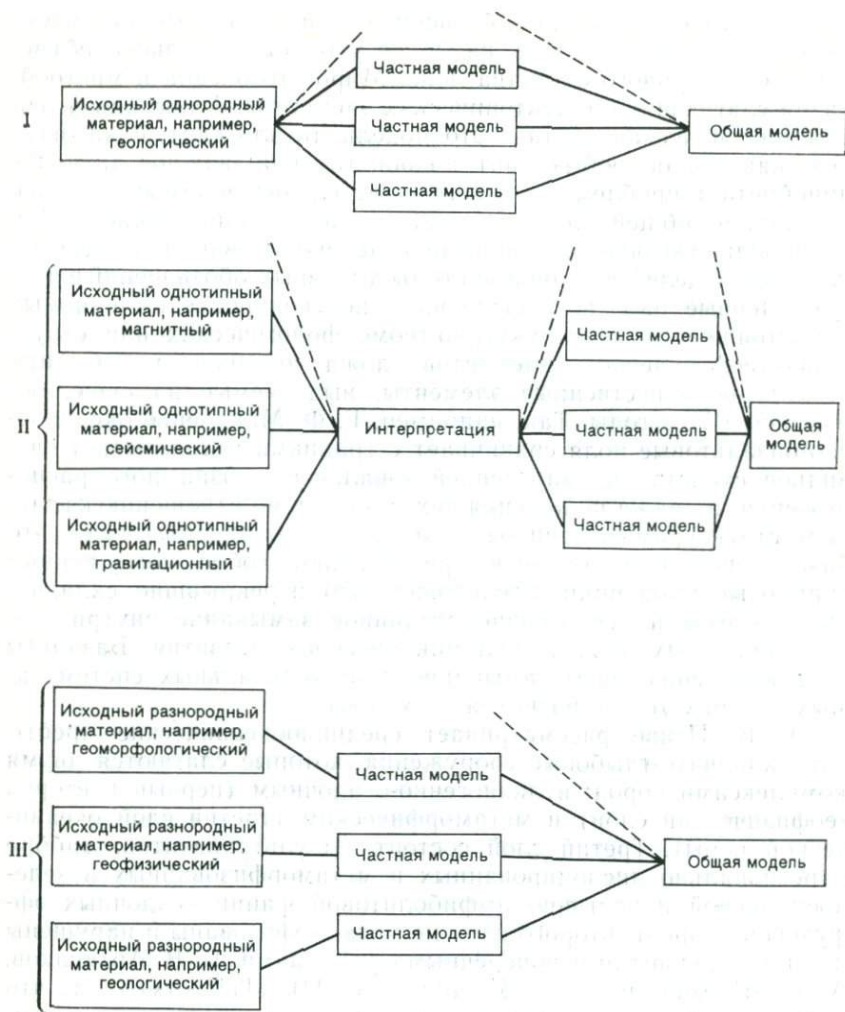 Частная модель
I
Исходный однородный
материал, например,
геологический
Частная модель
Общая модель
Частная модель
II
Исходный однотипный
материал, например,
магнитный
Исходный однотипный
материал, например,
сейсмический
Исходный однотипный
материал, например,
гравитационный
Интерпретация
Частная модель
Частная модель
Частная модель
Общая
модель
III
Исходный разнородный
материал, например,
геоморфологический
Исходный разнородный
материал, например,
геофизический
Исходный разнородный
материал, например,
геологический
Частная модель
Частная модель
Частная модель
Общая модель